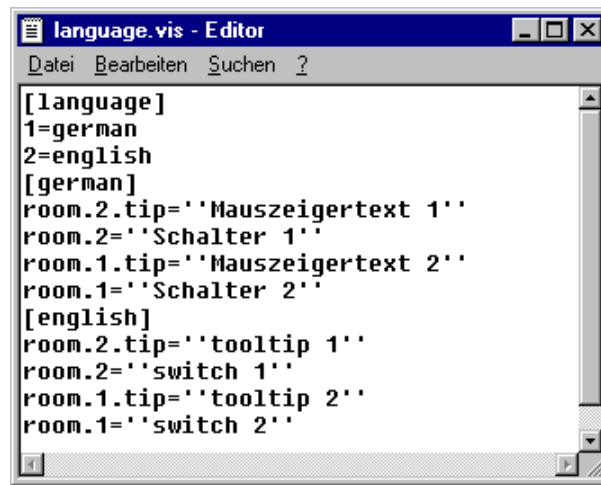 language.vis - Editor
Datei Bearbeiten Suchen ?
[language]
1=german
2=english
[german]
room.2.tip=''Mauszeigertext 1''
room.2=''Schalter 1''
room.1.tip=''Mauszeigertext 2''
room.1=''Schalter 2''
[english]
room.2.tip=''tooltip 1''
room.2=''switch 1''
room.1.tip=''tooltip 2''
room.1=''switch 2''